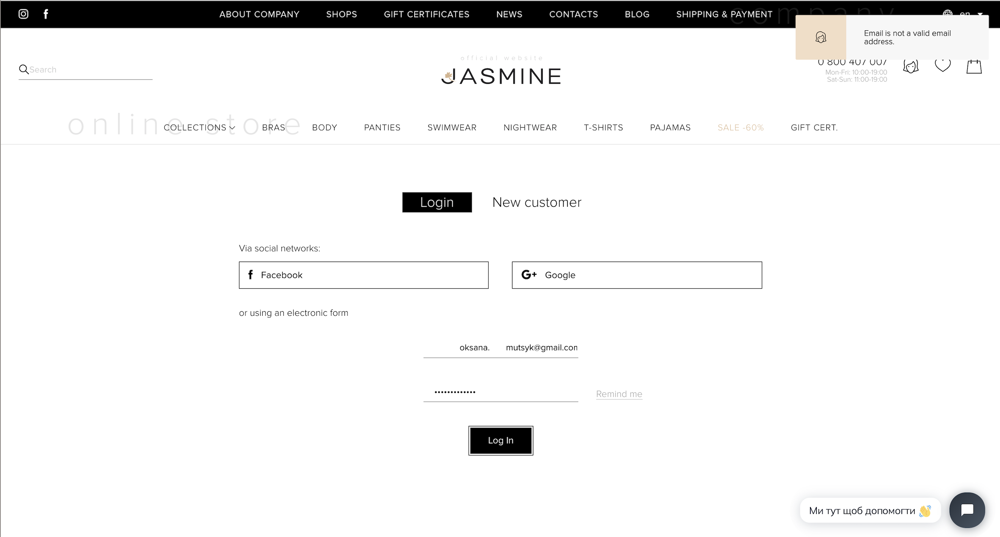 ABOUT COMPANY SHOPS GIFT CERTIFICATES NEWS CONTACTS BLOG SHIPPING & PAYMENT en
company
Email is not a valid email
address.
Search
official website
JASMINE
0 800 407 007
Mon-Fri: 10:00-19:00
Sat-Sun: 11:00-19:00
online store
COLLECTIONS BRAS BODY PANTIES SWIMWEAR NIGHTWEAR T-SHIRTS PAJAMAS SALE -60% GIFT CERT.
Login New customer
Via social networks:
f Facebook G+ Google
or using an electronic form
oksana. mutsyk@gmail.com
Remind me
Log In
Ми тут щоб допомогти 👋